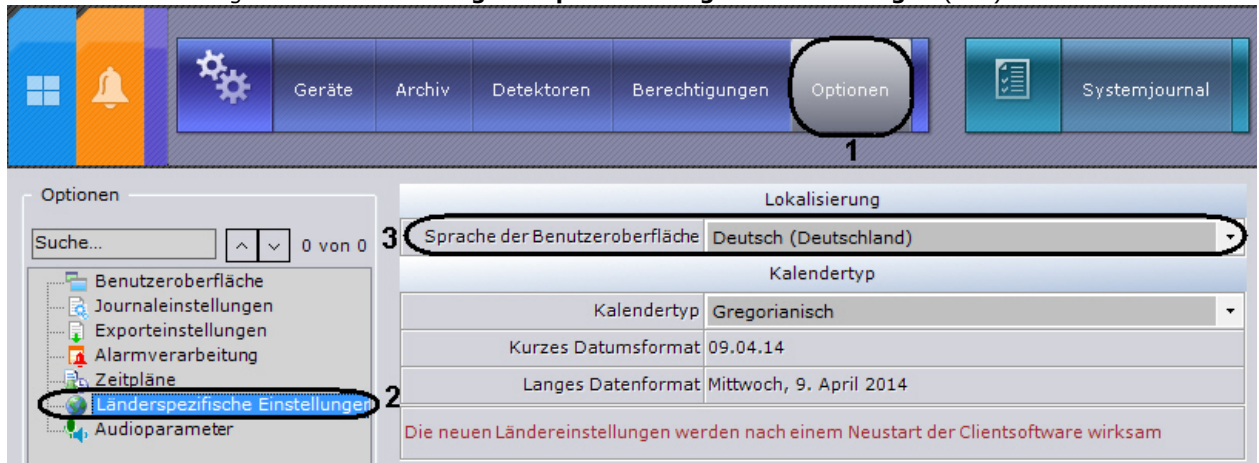 Geräte Archiv Detektoren Berechtigungen Optionen Systemjournal
1
Optionen
Suche... 0 von 0
Benutzeroberfläche
Journaleinstellungen
Exporteinstellungen
Alarmverarbeitung
Zeitpläne
Länderspezifische Einstellungen
2
Audioparameter
Lokalisierung
3 Sprache der Benutzeroberfläche Deutsch (Deutschland)
Kalendertyp
Kalendertyp Gregorianisch
Kurzes Datumsformat 09.04.14
Langes Datenformat Mittwoch, 9. April 2014
Die neuen Ländereinstellungen werden nach einem Neustart der Clientsoftware wirksam